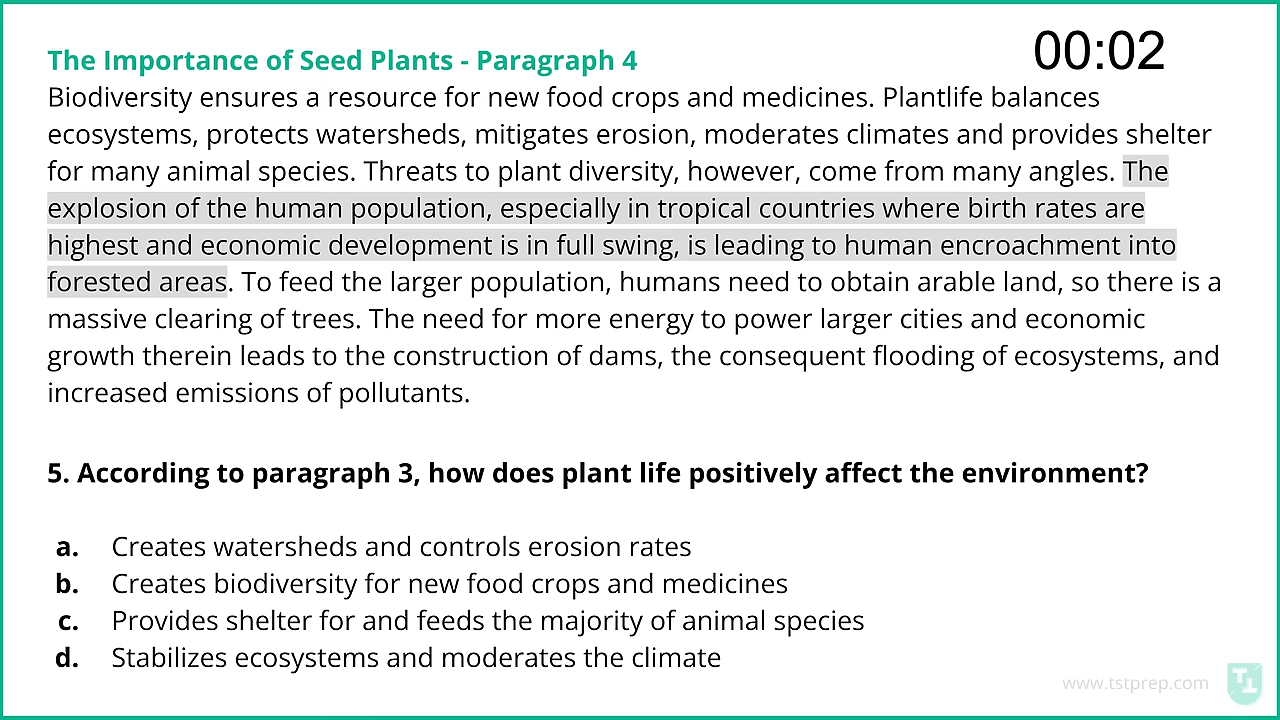 The Importance of Seed Plants - Paragraph 4
00:02
Biodiversity ensures a resource for new food crops and medicines. Plantlife balances
ecosystems, protects watersheds, mitigates erosion, moderates climates and provides shelter
for many animal species. Threats to plant diversity, however, come from many angles. The
explosion of the human population, especially in tropical countries where birth rates are
highest and economic development is in full swing, is leading to human encroachment into
forested areas. To feed the larger population, humans need to obtain arable land, so there is a
massive clearing of trees. The need for more energy to power larger cities and economic
growth therein leads to the construction of dams, the consequent flooding of ecosystems, and
increased emissions of pollutants.
5. According to paragraph 3, how does plant life positively affect the environment?
a. Creates watersheds and controls erosion rates
b. Creates biodiversity for new food crops and medicines
c. Provides shelter for and feeds the majority of animal species
d. Stabilizes ecosystems and moderates the climate
www.tstprep.com